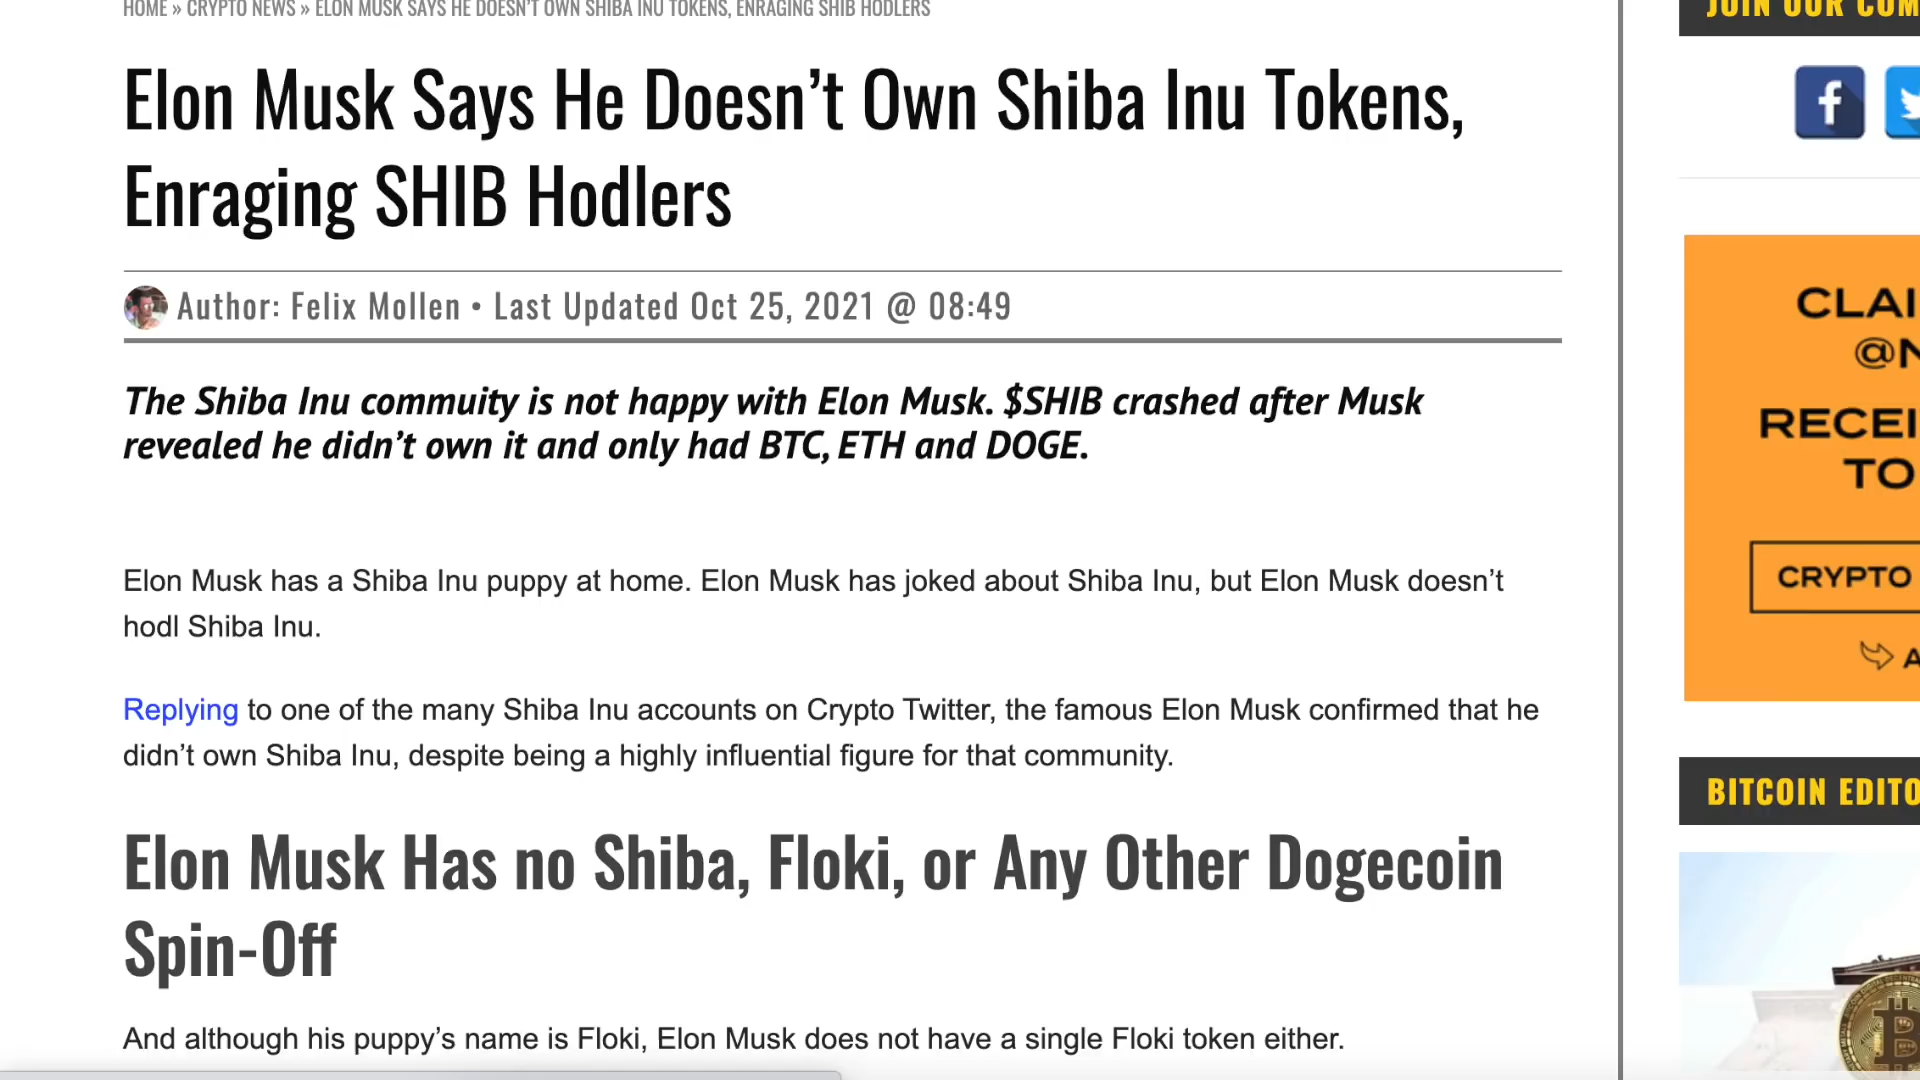 HOME » CRYPTO NEWS » ELON MUSK SAYS HE DOESN'T OWN SHIBA INU TOKENS, ENRAGING SHIB HODLERS
Elon Musk Says He Doesn’t Own Shiba Inu Tokens,
Enraging SHIB Hodlers
Author: Felix Mollen • Last Updated Oct 25, 2021 @ 08:49
The Shiba Inu commuity is not happy with Elon Musk. $SHIB crashed after Musk
revealed he didn’t own it and only had BTC, ETH and DOGE.
Elon Musk has a Shiba Inu puppy at home. Elon Musk has joked about Shiba Inu, but Elon Musk doesn’t
hodl Shiba Inu.
Replying to one of the many Shiba Inu accounts on Crypto Twitter, the famous Elon Musk confirmed that he
didn’t own Shiba Inu, despite being a highly influential figure for that community.
Elon Musk Has no Shiba, Floki, or Any Other Dogecoin
Spin-Off
And although his puppy’s name is Floki, Elon Musk does not have a single Floki token either.
JOIN OUR COM
CLAI
@N
RECEI
TO
CRYPTO
A
BITCOIN EDITO